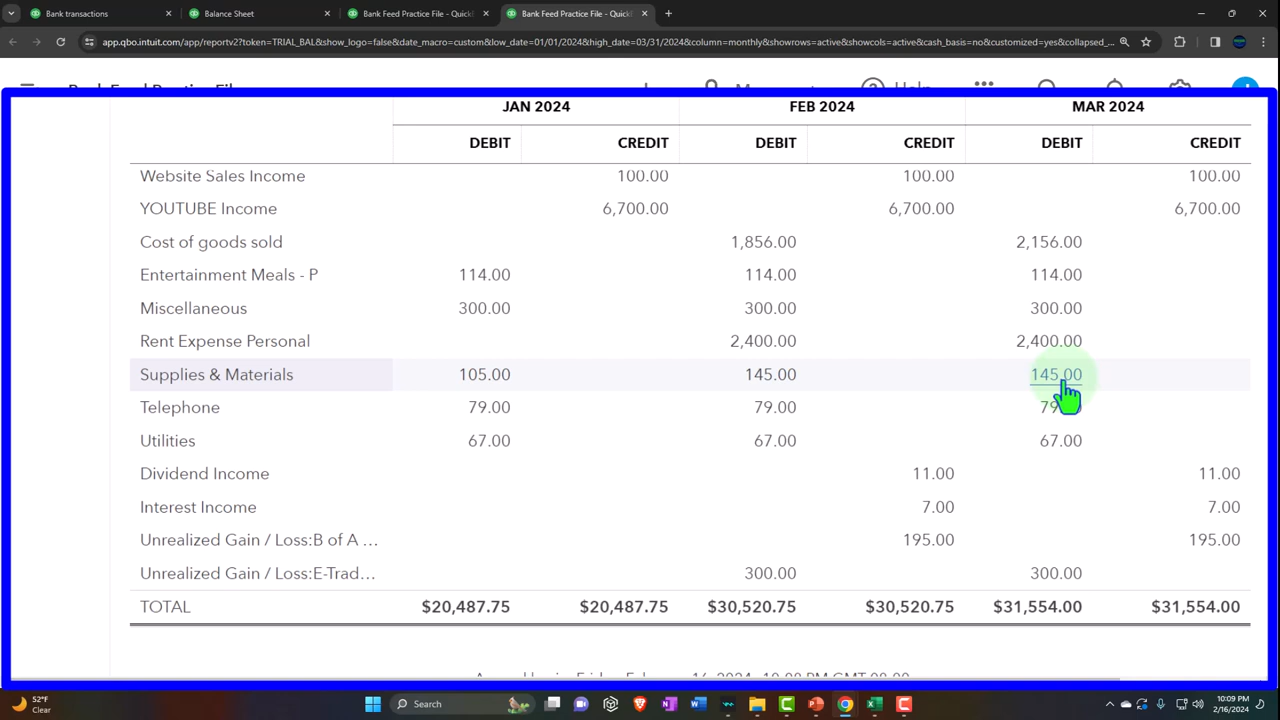 Bank transactions
Balance Sheet
Bank Feed Practice File - Quick
Bank Feed Practice File - Quick
app.qbo.intuit.com/app/reportv2?token=TRIAL_BAL&show_logo=false&date_macro=custom&low_date=01/01/2024&high_date=03/31/2024&column=monthly&showrows=active&showcols=active&cash_basis=no&customized=yes&collapsed_...
JAN 2024 FEB 2024 MAR 2024
DEBIT CREDIT DEBIT CREDIT DEBIT CREDIT
Website Sales Income 100.00 100.00 100.00
YOUTUBE Income 6,700.00 6,700.00 6,700.00
Cost of goods sold 1,856.00 2,156.00
Entertainment Meals - P 114.00 114.00 114.00
Miscellaneous 300.00 300.00 300.00
Rent Expense Personal 2,400.00 2,400.00
Supplies & Materials 105.00 145.00 145.00
Telephone 79.00 79.00
Utilities 67.00 67.00 67.00
Dividend Income 11.00 11.00
Interest Income 7.00 7.00
Unrealized Gain / Loss:B of A ... 195.00 195.00
Unrealized Gain / Loss:E-Trad... 300.00 300.00
TOTAL $20,487.75 $20,487.75 $30,520.75 $30,520.75 $31,554.00 $31,554.00
52°F
Clear
Search
10:09 PM
2/16/2024